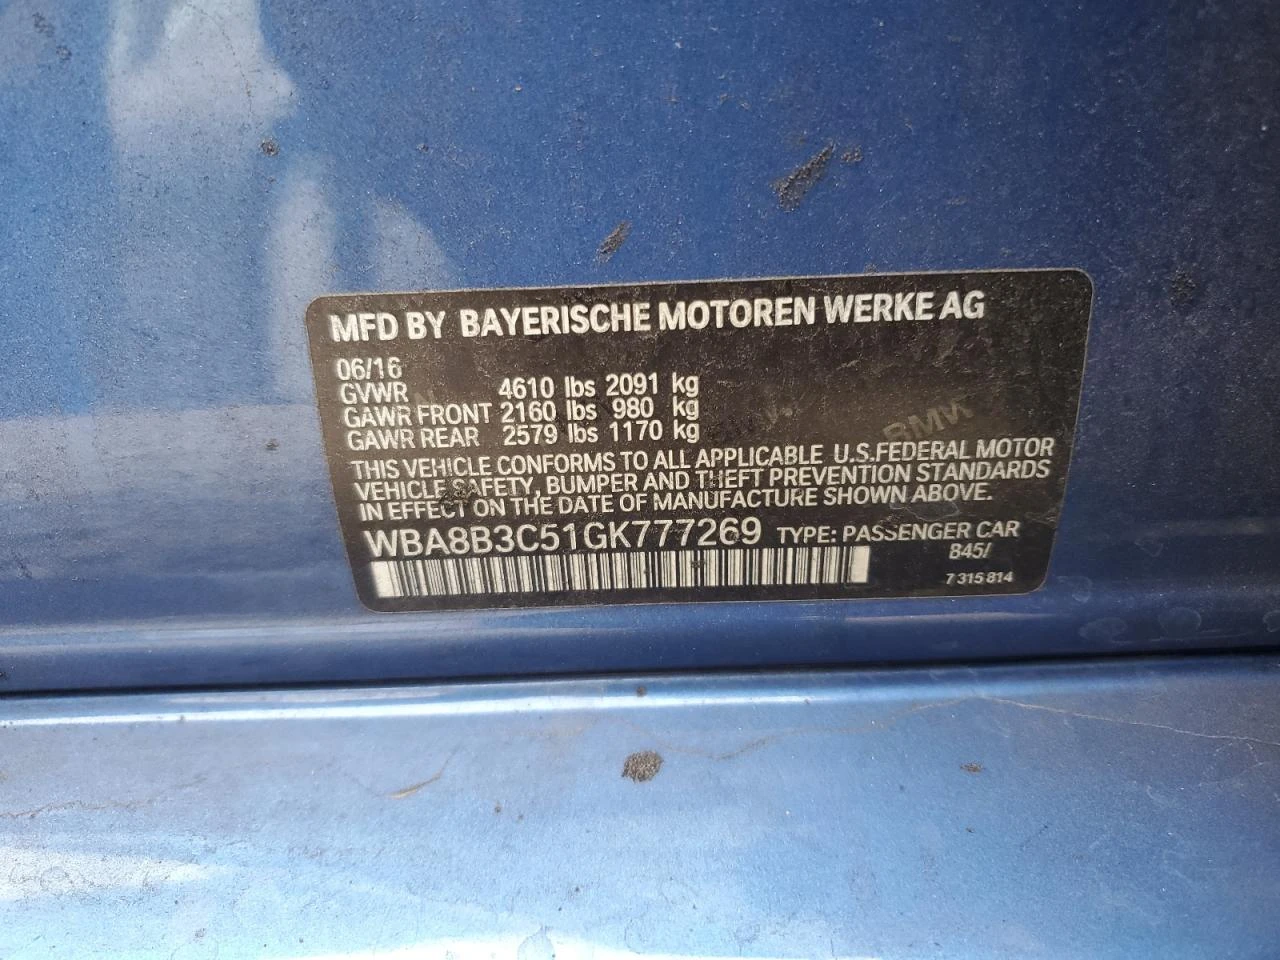 MFD BY BAYERISCHE MOTOREN WERKE AG
06/16
GVWR 4610 lbs 2091 kg
GAWR FRONT 2160 lbs 980 kg
GAWR REAR 2579 lbs 1170 kg
THIS VEHICLE CONFORMS TO ALL APPLICABLE U.S.FEDERAL MOTOR
VEHICLE SAFETY, BUMPER AND THEFT PREVENTION STANDARDS
IN EFFECT ON THE DATE OF MANUFACTURE SHOWN ABOVE.
WBA8B3C51GK777269 TYPE: PASSENGER CAR
B45/
7 315 814
BMW